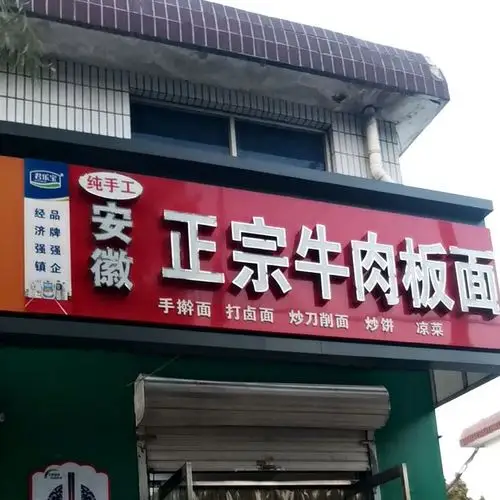 君乐宝
品牌强企
经济强镇
纯手工
安徽
正宗牛肉板面
手擀面 打卤面 炒刀削面 炒饼 凉菜